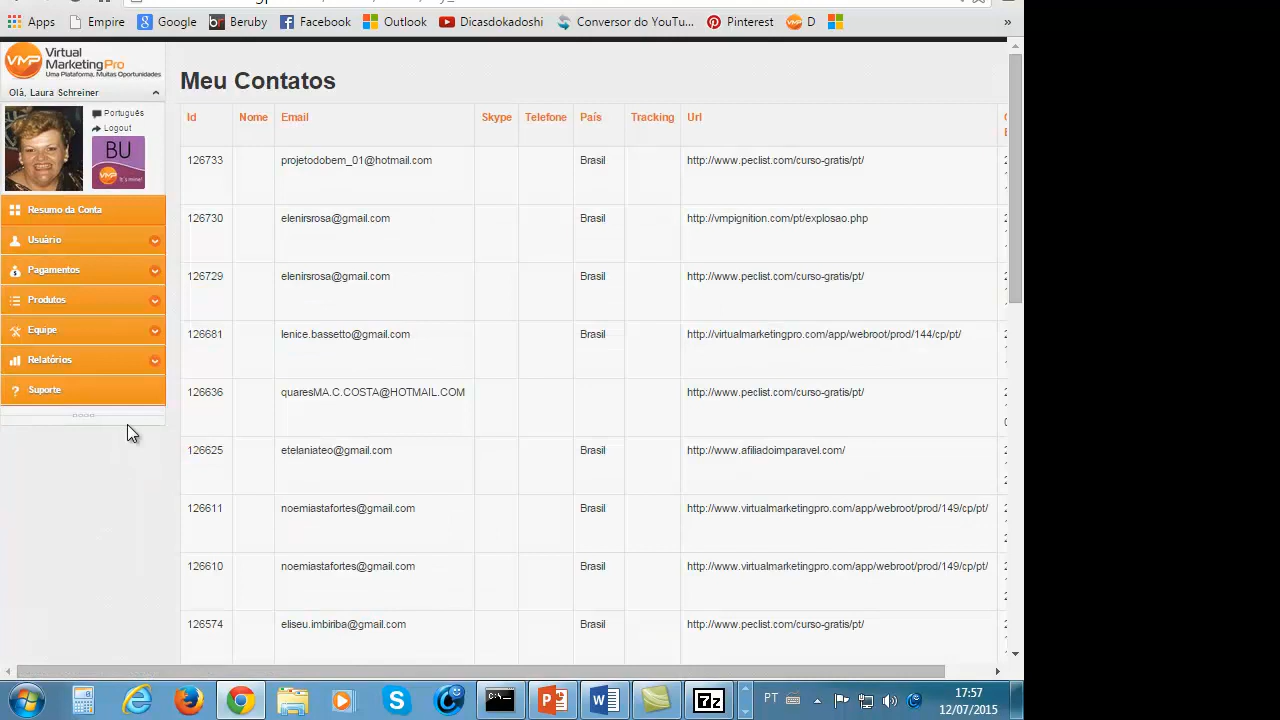 Apps Empire Google Beruby Facebook Outlook Dicasdokadoshi Conversor do YouTu... Pinterest D »
VMP Virtual MarketingPro
Uma Plataforma, Muitas Oportunidades
Olá, Laura Schreiner
Português
Logout
BU
VMP It's time!
Resumo da Conta
Usuário
Pagamentos
Produtos
Equipe
Relatórios
Suporte
Meu Contatos
Id Nome Email Skype Telefone País Tracking Url
126733 projetodobem_01@hotmail.com Brasil http://www.peclist.com/curso-gratis/pt/
126730 elenirsrosa@gmail.com Brasil http://vmpignition.com/pt/explosao.php
126729 elenirsrosa@gmail.com Brasil http://www.peclist.com/curso-gratis/pt/
126681 lenice.bassetto@gmail.com Brasil http://virtualmarketingpro.com/app/webroot/prod/144/cp/pt/
126636 quaresMA.C.COSTA@HOTMAIL.COM http://www.peclist.com/curso-gratis/pt/
126625 etelaniateo@gmail.com Brasil http://www.afiliadoimparavel.com/
126611 noemiastafortes@gmail.com Brasil http://www.virtualmarketingpro.com/app/webroot/prod/149/cp/pt/
126610 noemiastafortes@gmail.com Brasil http://www.virtualmarketingpro.com/app/webroot/prod/149/cp/pt/
126574 eliseu.imbiriba@gmail.com Brasil http://www.peclist.com/curso-gratis/pt/
PT 17:57
12/07/2015